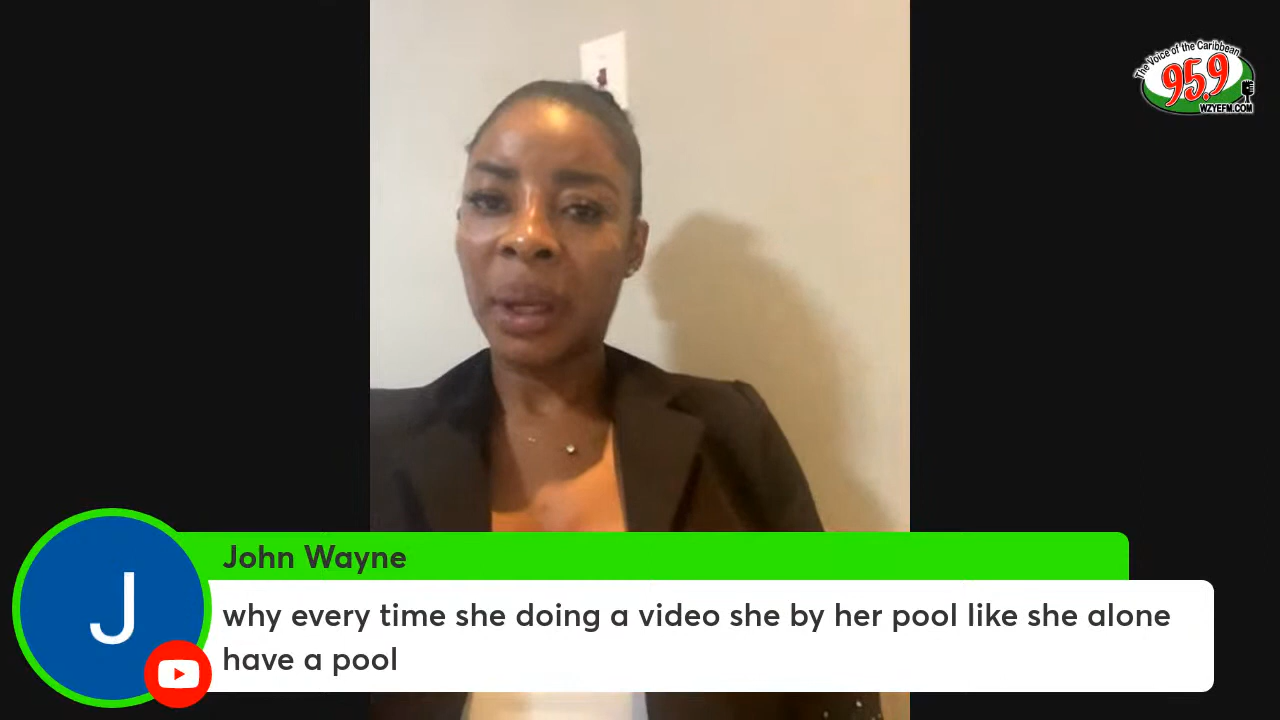 The Voice of the Caribbean
95.9
WZYEFM.COM
J
John Wayne
why every time she doing a video she by her pool like she alone
have a pool